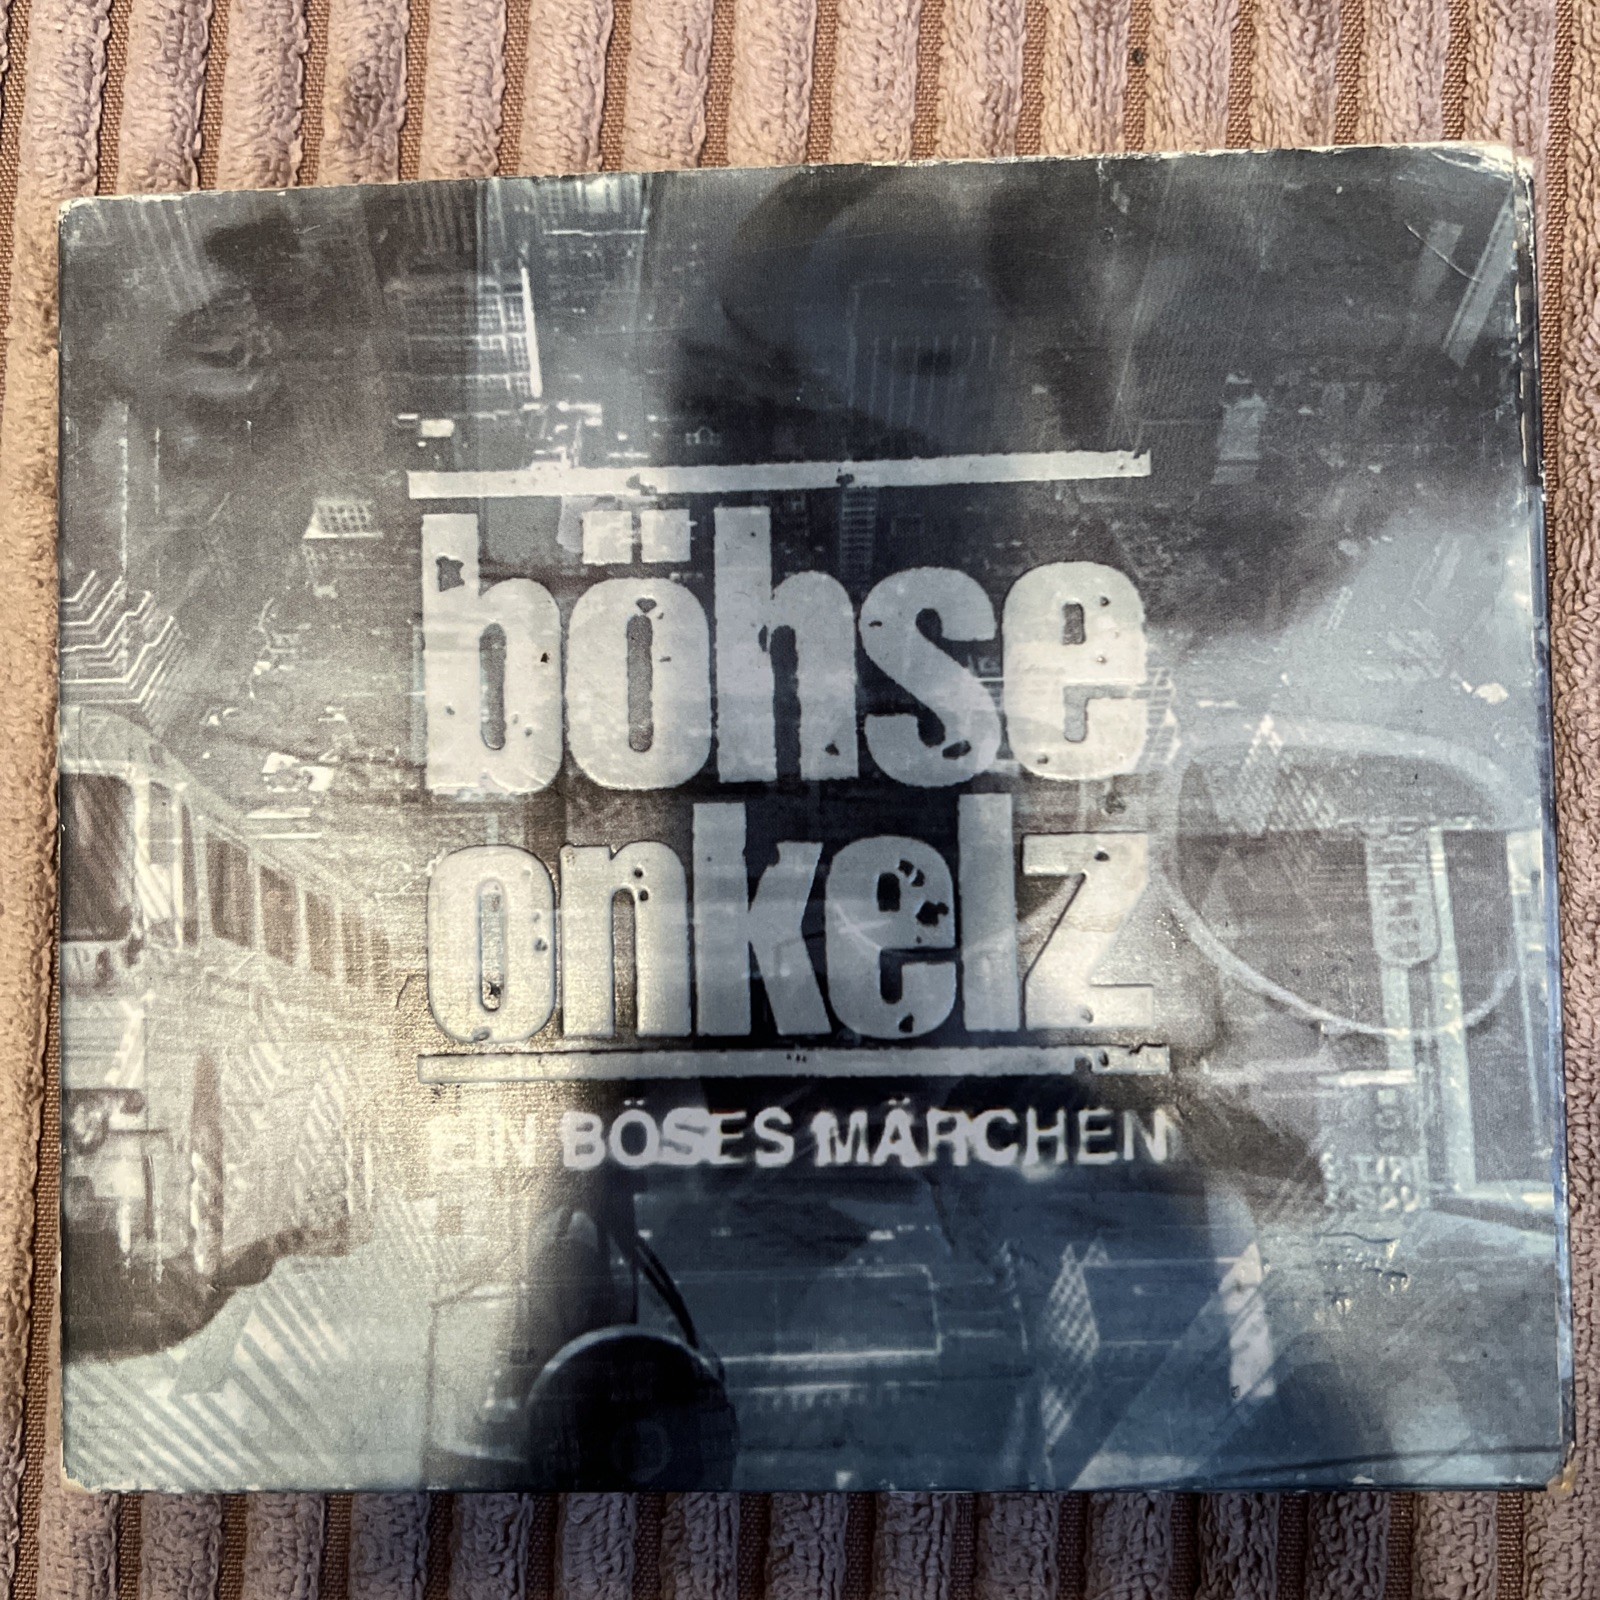 böhse
onkelz
EIN BÖSES MÄRCHEN